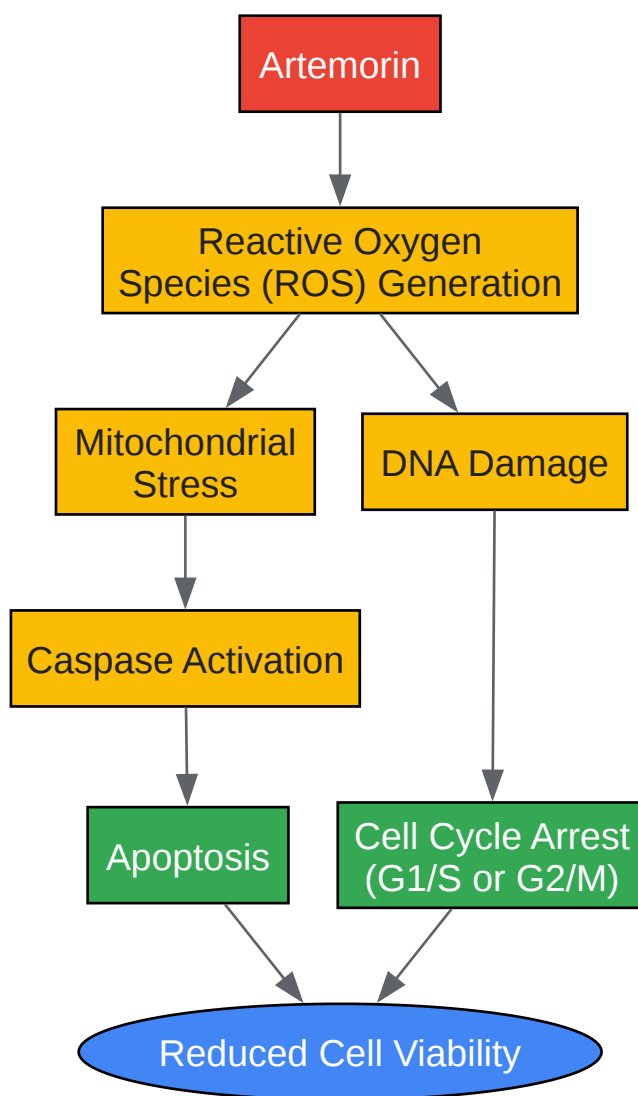 Artemorin
Reactive Oxygen
Species (ROS) Generation
Mitochondrial
Stress
DNA Damage
Caspase Activation
Apoptosis
Cell Cycle Arrest
(G1/S or G2/M)
Reduced Cell Viability